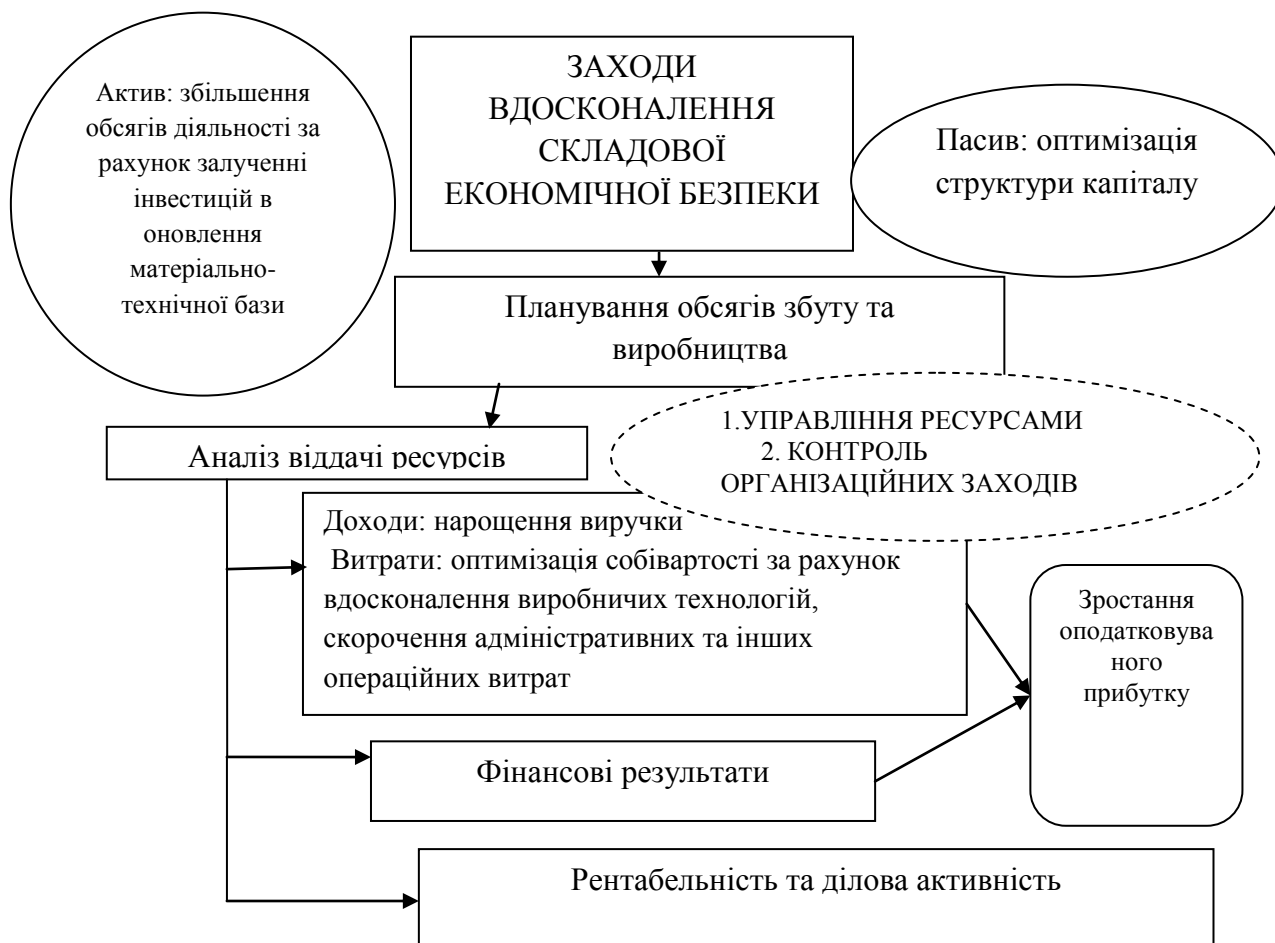 Актив: збільшення
обсягів діяльності за
рахунок залученні
інвестицій в
оновлення
матеріально-
технічної бази
ЗАХОДИ
ВДОСКОНАЛЕННЯ
СКЛАДОВОЇ
ЕКОНОМІЧНОЇ БЕЗПЕКИ
Пасив: оптимізація
структури капіталу
Планування обсягів збуту та
виробництва
1.УПРАВЛІННЯ РЕСУРСАМИ
2. КОНТРОЛЬ
ОРГАНІЗАЦІЙНИХ ЗАХОДІВ
Аналіз віддачі ресурсів
Доходи: нарощення виручки
Витрати: оптимізація собівартості за рахунок
вдосконалення виробничих технологій,
скорочення адміністративних та інших
операційних витрат
Зростання
оподатковува
ного
прибутку
Фінансові результати
Рентабельність та ділова активність